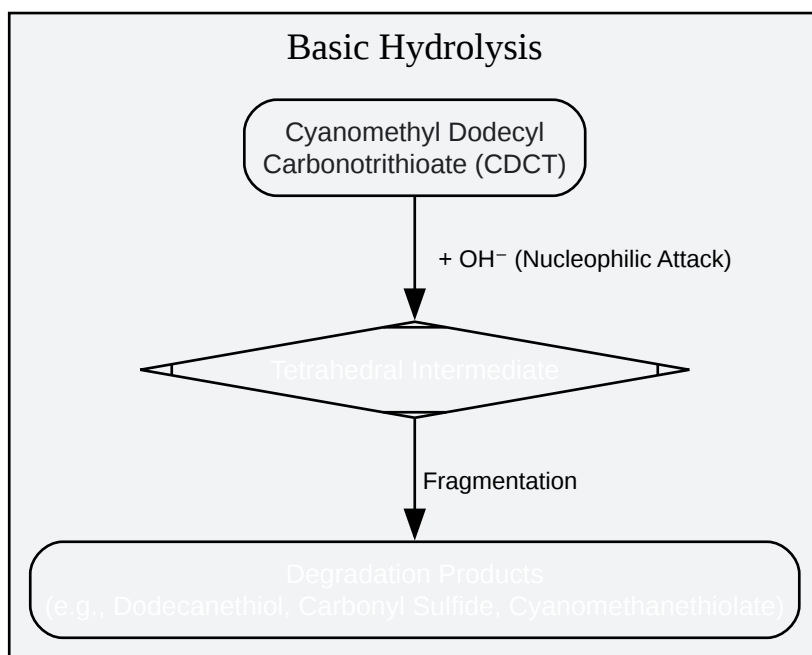 Basic Hydrolysis
Cyanomethyl Dodecyl
Carbonotrithioate (CDCT)
+ OH⁻ (Nucleophilic Attack)
Tetrahedral Intermediate
Fragmentation
Degradation Products
(e.g., Dodecanethiol, Carbonyl Sulfide, Cyanomethanethiolate)